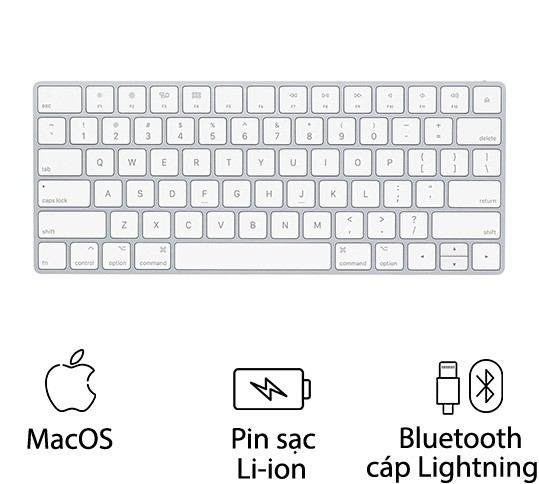 esc F1 F2 F3 F4 F5 F6 F7 F8 F9 F10 F11 F12
~ ` ! 1 @ 2 # 3 $ 4 % 5 ^ 6 & 7 * 8 ( 9 ) 0 _ - + = delete
tab Q W E R T Y U I O P { [ } ] | \
caps lock A S D F G H J K L : ; " ' return
shift Z X C V B N M < , > . ? / shift
fn control option command command option
MacOS
Pin sạc
Li-ion
Bluetooth
cáp Lightning